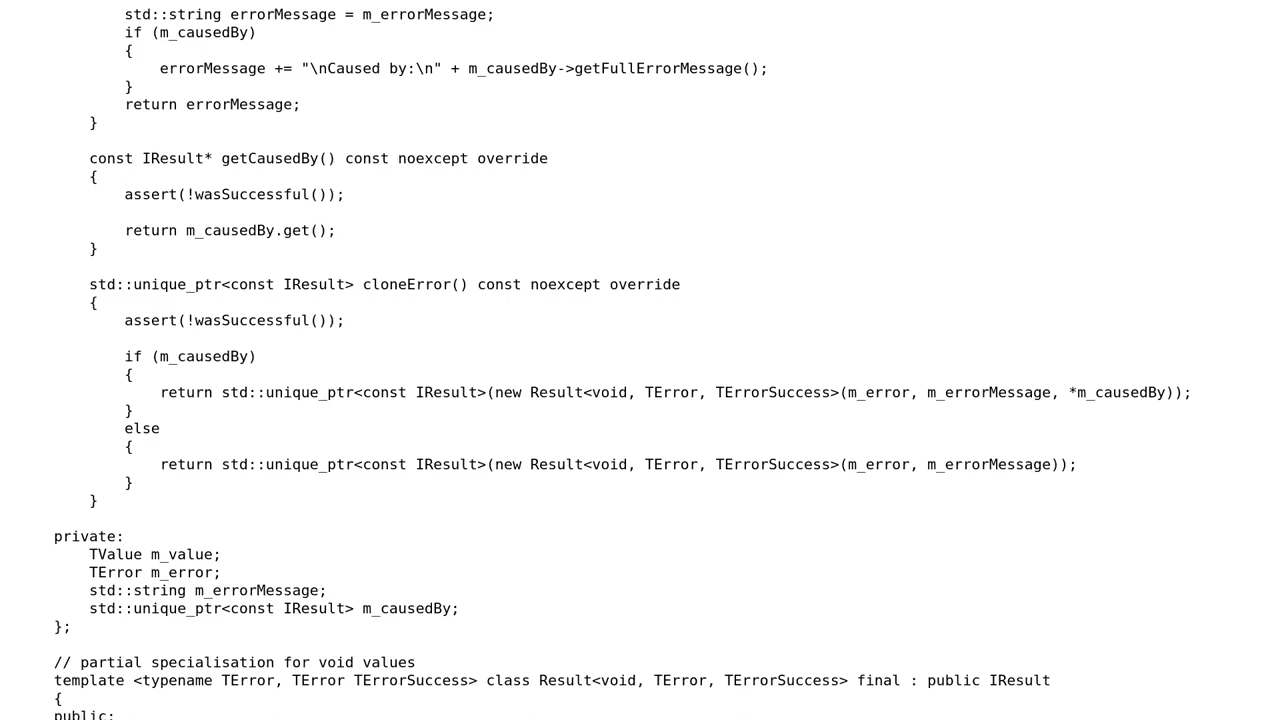 std::string errorMessage = m_errorMessage;
        if (m_causedBy)
        {
            errorMessage += "\nCaused by:\n" + m_causedBy->getFullErrorMessage();
        }
        return errorMessage;
    }

    const IResult* getCausedBy() const noexcept override
    {
        assert(!wasSuccessful());

        return m_causedBy.get();
    }

    std::unique_ptr<const IResult> cloneError() const noexcept override
    {
        assert(!wasSuccessful());

        if (m_causedBy)
        {
            return std::unique_ptr<const IResult>(new Result<void, TError, TErrorSuccess>(m_error, m_errorMessage, *m_causedBy));
        }
        else
        {
            return std::unique_ptr<const IResult>(new Result<void, TError, TErrorSuccess>(m_error, m_errorMessage));
        }
    }

private:
    TValue m_value;
    TError m_error;
    std::string m_errorMessage;
    std::unique_ptr<const IResult> m_causedBy;
};

// partial specialisation for void values
template <typename TError, TError TErrorSuccess> class Result<void, TError, TErrorSuccess> final : public IResult
{
public: